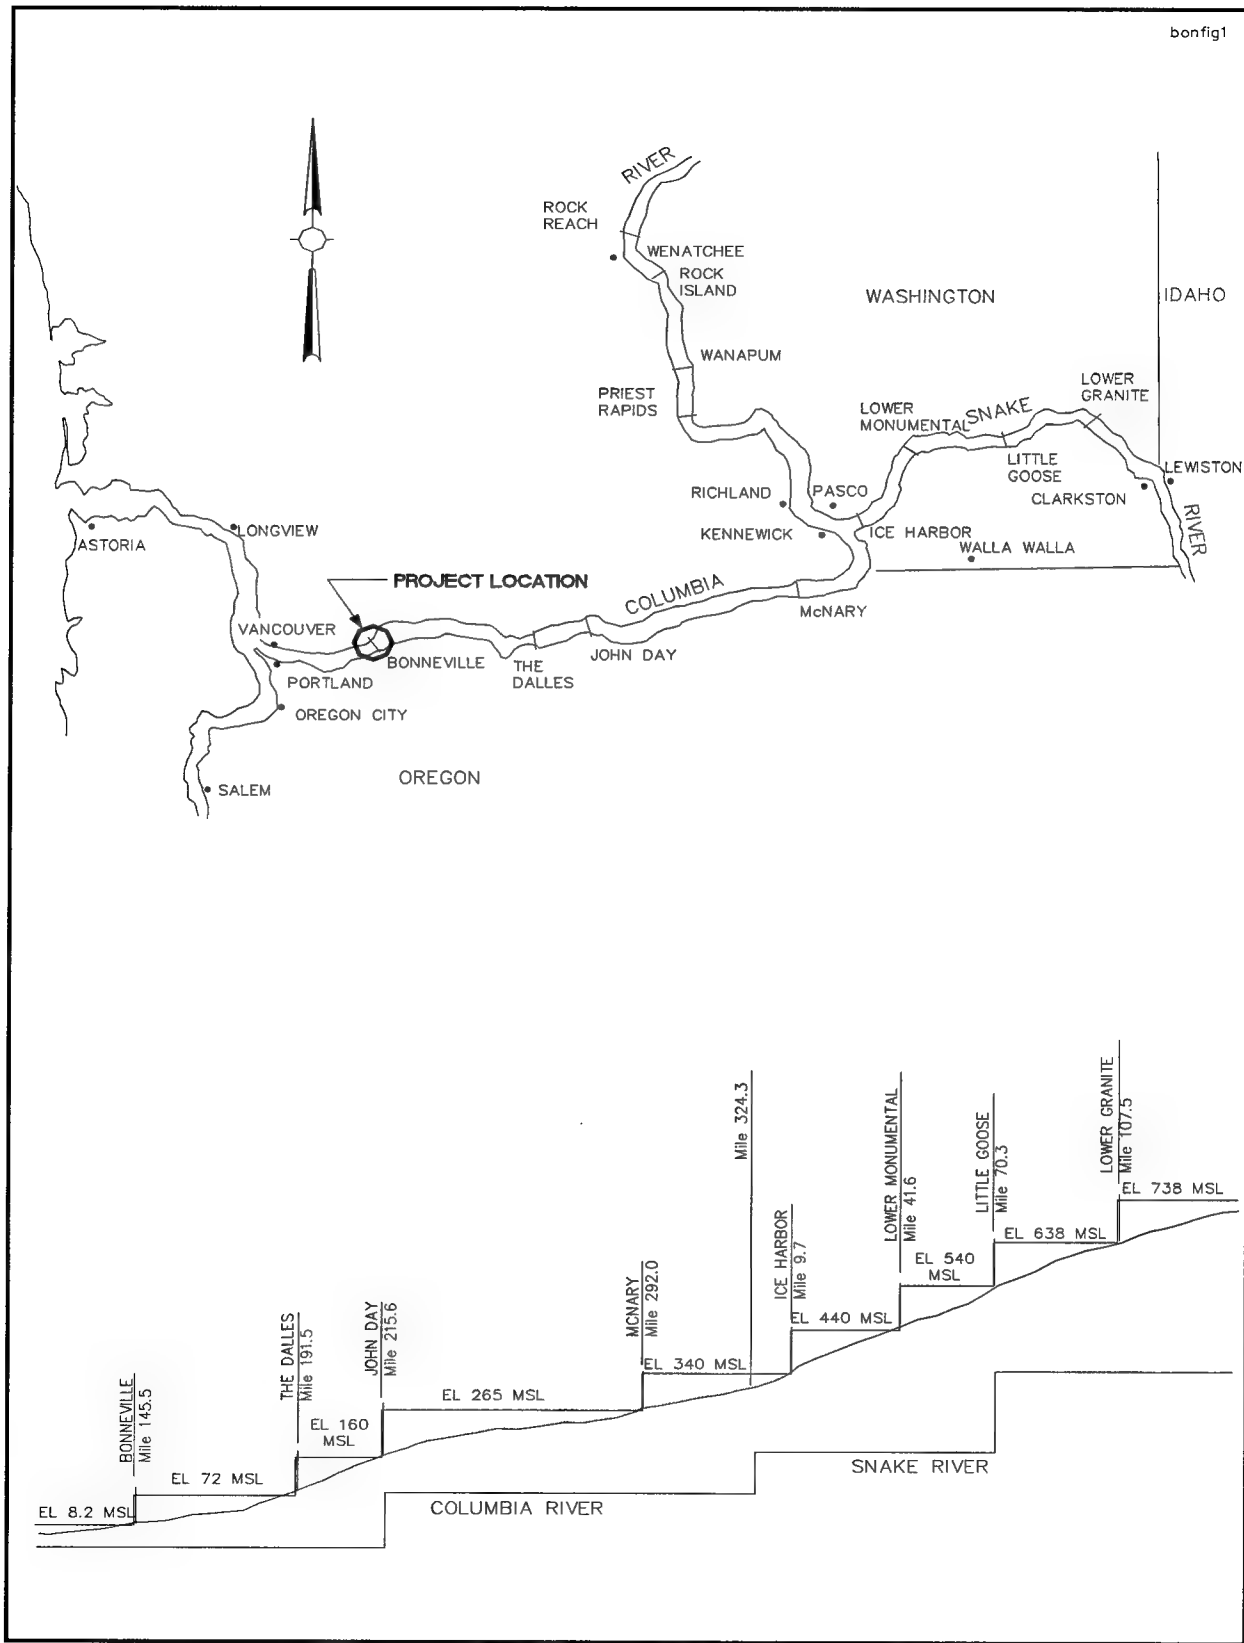 bonfig1
RIVER
ROCK
REACH
WENATCHEE
ROCK
ISLAND
WASHINGTON
IDAHO
WANAPUM
PRIEST
RAPIDS
LOWER
GRANITE
SNAKE
LOWER
MONUMENTAL
LITTLE
GOOSE
LEWISTON
CLARKSTON
RIVER
RICHLAND
PASCO
KENNEWICK
ICE HARBOR
WALLA WALLA
ASTORIA
LONGVIEW
PROJECT LOCATION
COLUMBIA
McNARY
VANCOUVER
BONNEVILLE
THE
DALLES
JOHN DAY
PORTLAND
OREGON CITY
OREGON
SALEM
BONNEVILLE
Mile 145.5
THE DALLES
Mile 191.5
JOHN DAY
Mile 215.6
MCNARY
Mile 292.0
Mile 324.3
ICE HARBOR
Mile 9.7
LOWER MONUMENTAL
Mile 41.6
LITTLE GOOSE
Mile 70.3
LOWER GRANITE
Mile 107.5
EL 738 MSL
EL 638 MSL
EL 540
MSL
EL 440 MSL
EL 340 MSL
EL 265 MSL
EL 160
MSL
EL 72 MSL
EL 8.2 MSL
SNAKE RIVER
COLUMBIA RIVER